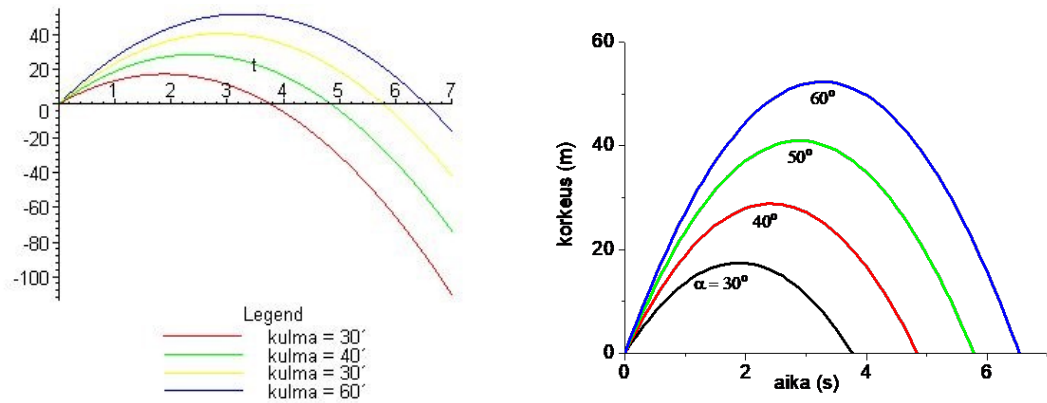 40
20
t
1 2 3 4 5 6 7
0
-20
-40
-60
-80
-100
Legend
kulma = 30´
kulma = 40´
kulma = 30´
kulma = 60´
60
60°
50°
40
korkeus (m)
40°
20
α = 30°
0
0 2 4 6
aika (s)